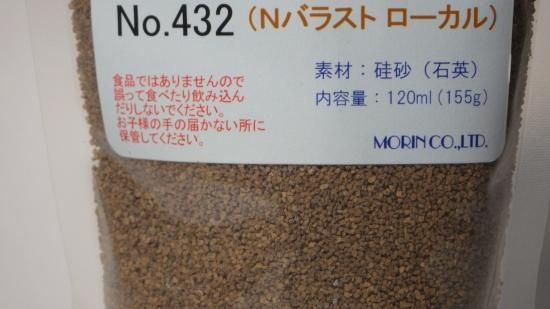 No.432 (Nバラスト ローカル)
食品ではありませんので
誤って食べたり飲み込ん
だりしないでください。
お子様の手の届かない所に
保管してください。
素材：硅砂（石英）
内容量：120ml(155g)
MORIN CO.,LTD.